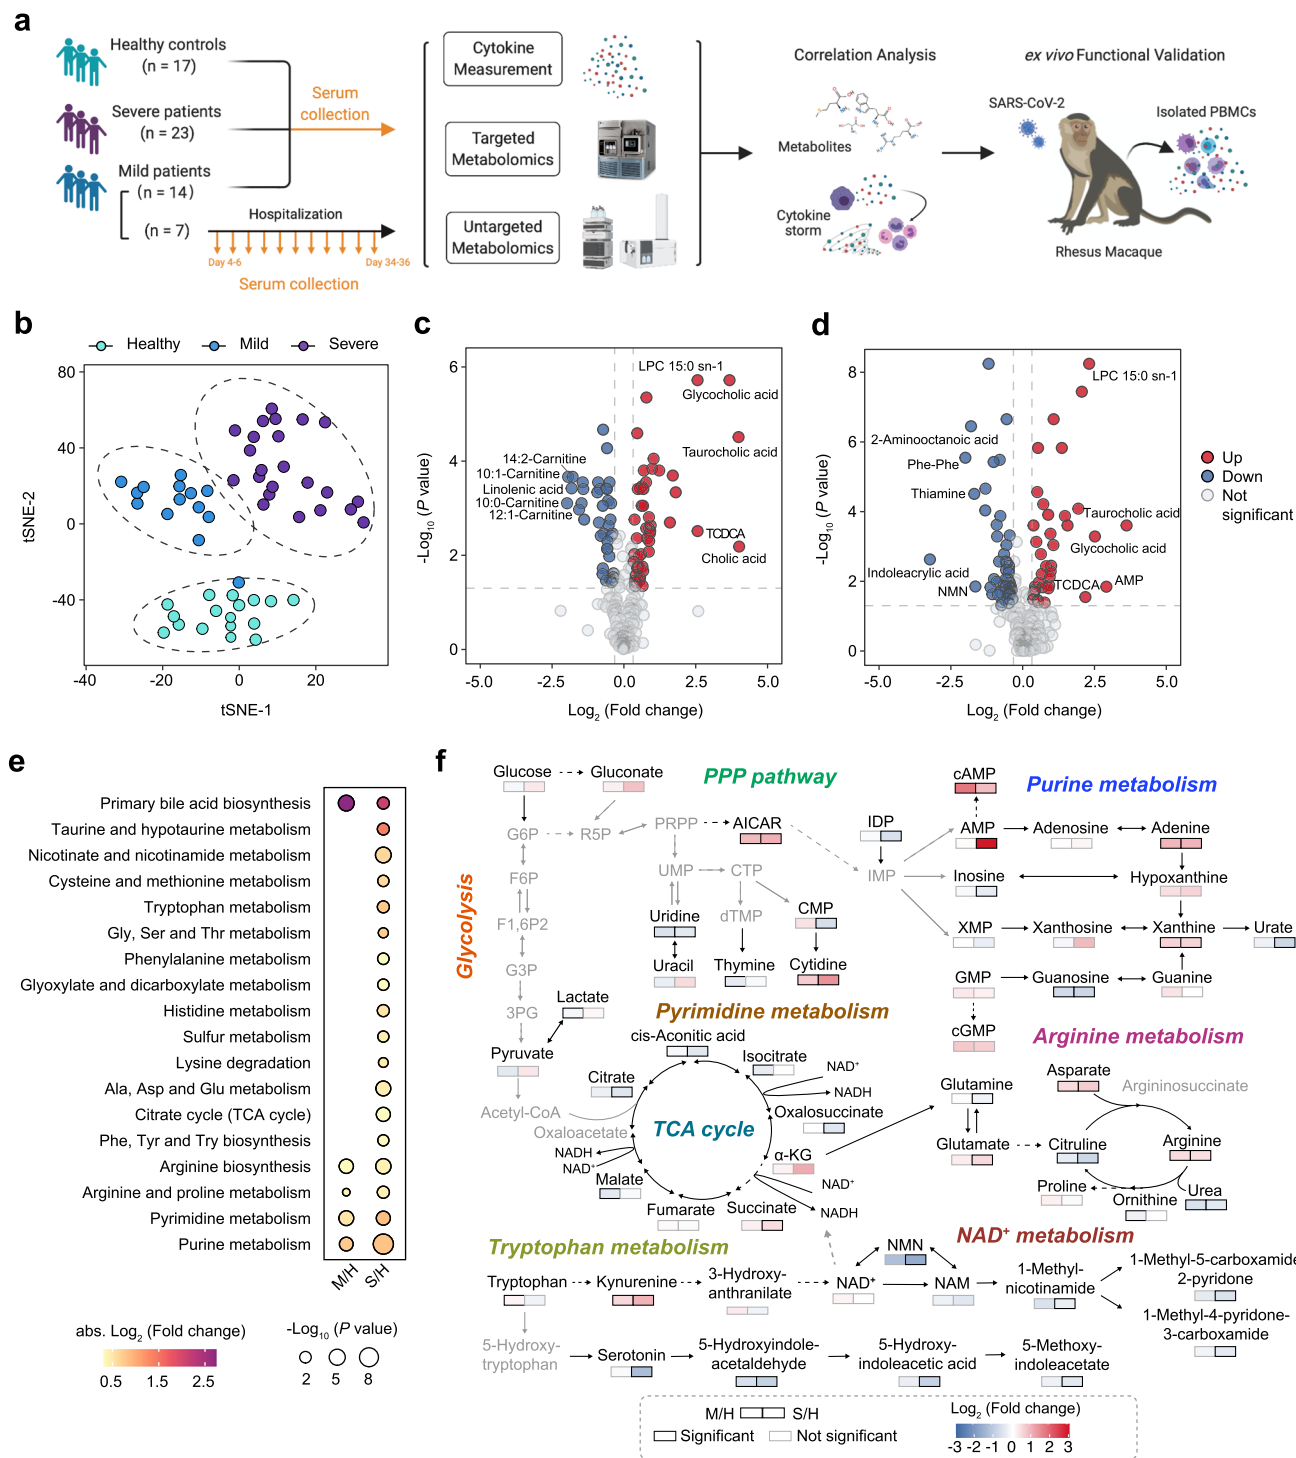 a
Healthy controls
(n = 17)
Severe patients
(n = 23)
Mild patients
(n = 14)
(n = 7)
Serum
collection
Hospitalization
Day 4-6
Day 34-36
Serum collection
Cytokine
Measurement
Targeted
Metabolomics
Untargeted
Metabolomics
Correlation Analysis
Metabolites
Cytokine
storm
ex vivo Functional Validation
SARS-CoV-2
Isolated PBMCs
Rhesus Macaque
b
Healthy
Mild
Severe
80
40
0
-40
tSNE-2
-40
-20
0
20
tSNE-1
c
6
4
2
0
-Log10 (P value)
LPC 15:0 sn-1
Glycocholic acid
Taurocholic acid
14:2-Carnitine
10:1-Carnitine
Linolenic acid
10:0-Carnitine
12:1-Carnitine
TCDCA
Cholic acid
-5.0
-2.5
0.0
2.5
5.0
Log2 (Fold change)
d
8
6
4
2
0
-Log10 (P value)
LPC 15:0 sn-1
2-Aminooctanoic acid
Phe-Phe
Thiamine
Taurocholic acid
Glycocholic acid
Indoleacrylic acid
NMN
TCDCA
AMP
-5.0
-2.5
0.0
2.5
5.0
Log2 (Fold change)
Up
Down
Not
significant
e
Primary bile acid biosynthesis
Taurine and hypotaurine metabolism
Nicotinate and nicotinamide metabolism
Cysteine and methionine metabolism
Tryptophan metabolism
Gly, Ser and Thr metabolism
Phenylalanine metabolism
Glyoxylate and dicarboxylate metabolism
Histidine metabolism
Sulfur metabolism
Lysine degradation
Ala, Asp and Glu metabolism
Citrate cycle (TCA cycle)
Phe, Tyr and Try biosynthesis
Arginine biosynthesis
Arginine and proline metabolism
Pyrimidine metabolism
Purine metabolism
M/H
S/H
abs. Log2 (Fold change)
0.5
1.5
2.5
-Log10 (P value)
2
5
8
f
Glucose
Gluconate
PPP pathway
G6P
R5P
PRPP
AICAR
F6P
UMP
CTP
F1,6P2
Uridine
dTMP
CMP
G3P
Uracil
Thymine
Cytidine
3PG
Lactate
Pyruvate
Glycolysis
Pyrimidine metabolism
cAMP
Purine metabolism
IDP
AMP
Adenosine
Adenine
IMP
Inosine
Hypoxanthine
XMP
Xanthosine
Xanthine
Urate
GMP
Guanosine
Guanine
cGMP
Arginine metabolism
cis-Aconitic acid
Isocitrate
NAD+
NADH
Citrate
Acetyl-CoA
Oxaloacetate
TCA cycle
Oxalosuccinate
NADH
NAD+
α-KG
Malate
NAD+
Fumarate
Succinate
NADH
Glutamine
Asparate
Argininosuccinate
Glutamate
Citruline
Arginine
Proline
Ornithine
Urea
Tryptophan metabolism
NAD+ metabolism
Tryptophan
Kynurenine
3-Hydroxy-
anthranilate
NAD+
NMN
NAM
1-Methyl-
nicotinamide
1-Methyl-5-carboxamide
2-pyridone
1-Methyl-4-pyridone-
3-carboxamide
5-Hydroxy-
tryptophan
Serotonin
5-Hydroxyindole-
acetaldehyde
5-Hydroxy-
indoleacetic acid
5-Methoxy-
indoleacetate
M/H
S/H
Significant
Not significant
Log2 (Fold change)
-3 -2 -1 0 1 2 3